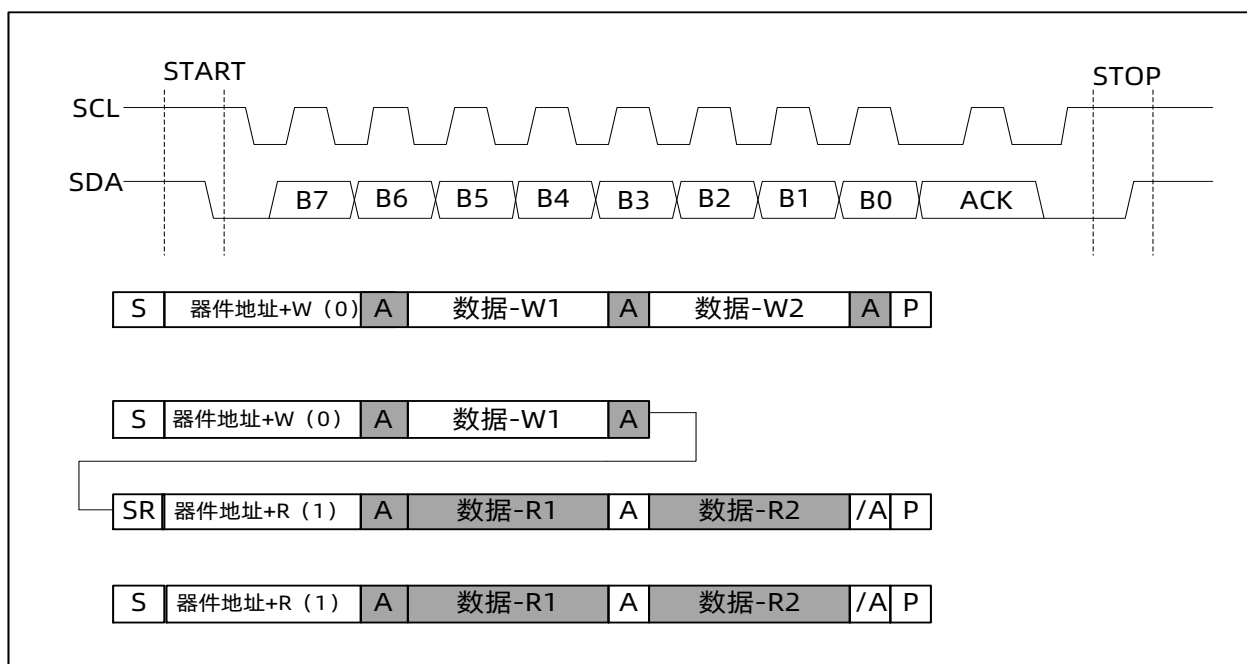 START
STOP
SCL
SDA
B7 B6 B5 B4 B3 B2 B1 B0 ACK
S 器件地址+W（0） A 数据-W1 A 数据-W2 A P
S 器件地址+W（0） A 数据-W1 A
SR 器件地址+R（1） A 数据-R1 A 数据-R2 /A P
S 器件地址+R（1） A 数据-R1 A 数据-R2 /A P